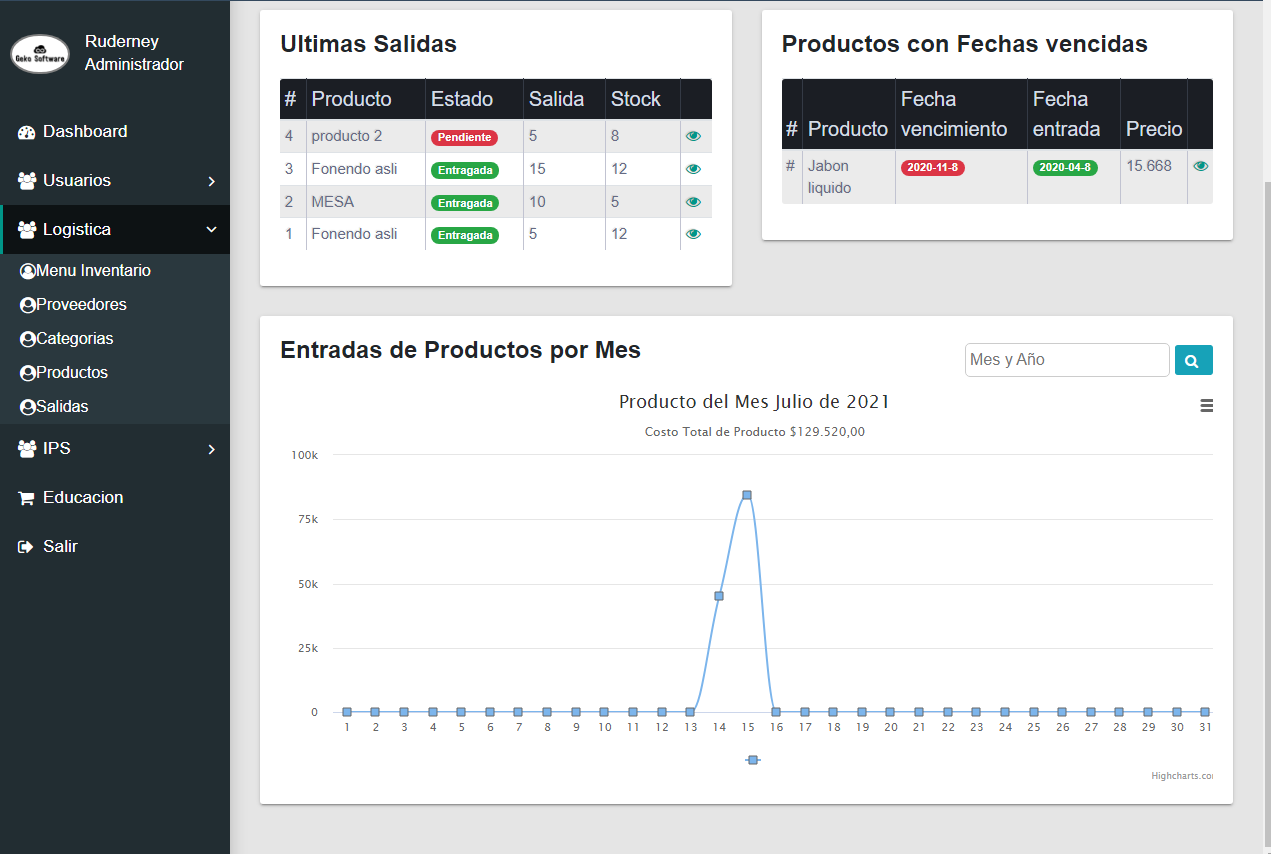 Geko Software
Ruderney
Administrador
Dashboard
Usuarios
Logistica
Menu Inventario
Proveedores
Categorias
Productos
Salidas
IPS
Educacion
Salir
Ultimas Salidas
# Producto Estado Salida Stock
4 producto 2 Pendiente 5 8
3 Fonendo asli Entragada 15 12
2 MESA Entragada 10 5
1 Fonendo asli Entragada 5 12
Productos con Fechas vencidas
Fecha Fecha
# Producto vencimiento entrada Precio
# Jabon 2020-11-8 2020-04-8 15.668
liquido
Entradas de Productos por Mes
Mes y Año
Producto del Mes Julio de 2021
Costo Total de Producto $129.520,00
100k
75k
50k
25k
0
1 2 3 4 5 6 7 8 9 10 11 12 13 14 15 16 17 18 19 20 21 22 23 24 25 26 27 28 29 30 31
Highcharts.co